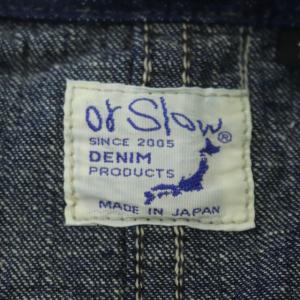 or Slow®
SINCE 2005
DENIM
PRODUCTS
MADE IN JAPAN